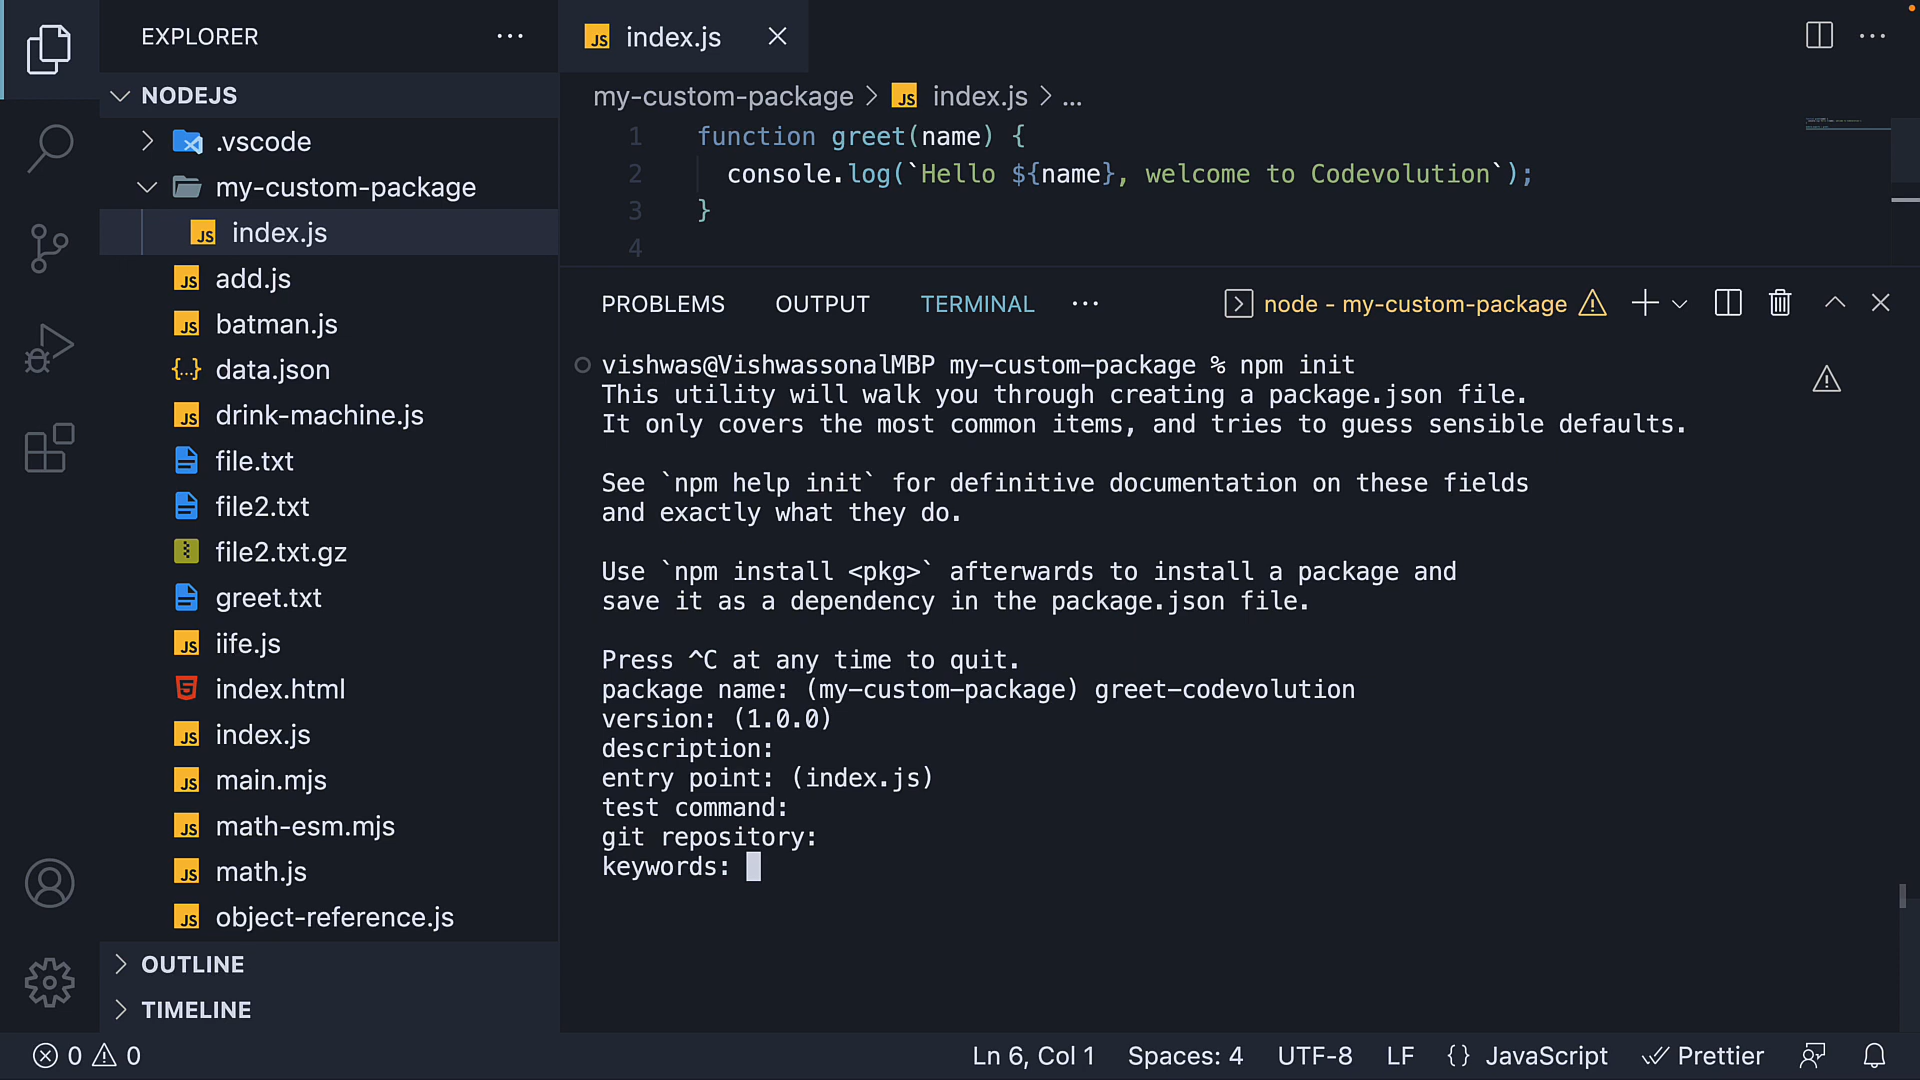 EXPLORER
NODEJS
.vscode
my-custom-package
index.js
add.js
batman.js
data.json
drink-machine.js
file.txt
file2.txt
file2.txt.gz
greet.txt
iife.js
index.html
index.js
main.mjs
math-esm.mjs
math.js
object-reference.js
OUTLINE
TIMELINE
index.js
my-custom-package > index.js > ...
1 function greet(name) {
2 console.log(`Hello ${name}, welcome to Codevolution`);
3 }
4
PROBLEMS OUTPUT TERMINAL node - my-custom-package
vishwas@VishwassonalMBP my-custom-package % npm init
This utility will walk you through creating a package.json file.
It only covers the most common items, and tries to guess sensible defaults.
See `npm help init` for definitive documentation on these fields
and exactly what they do.
Use `npm install <pkg>` afterwards to install a package and
save it as a dependency in the package.json file.
Press ^C at any time to quit.
package name: (my-custom-package) greet-codevolution
version: (1.0.0)
description:
entry point: (index.js)
test command:
git repository:
keywords:
0 0 Ln 6, Col 1 Spaces: 4 UTF-8 LF {} JavaScript Prettier